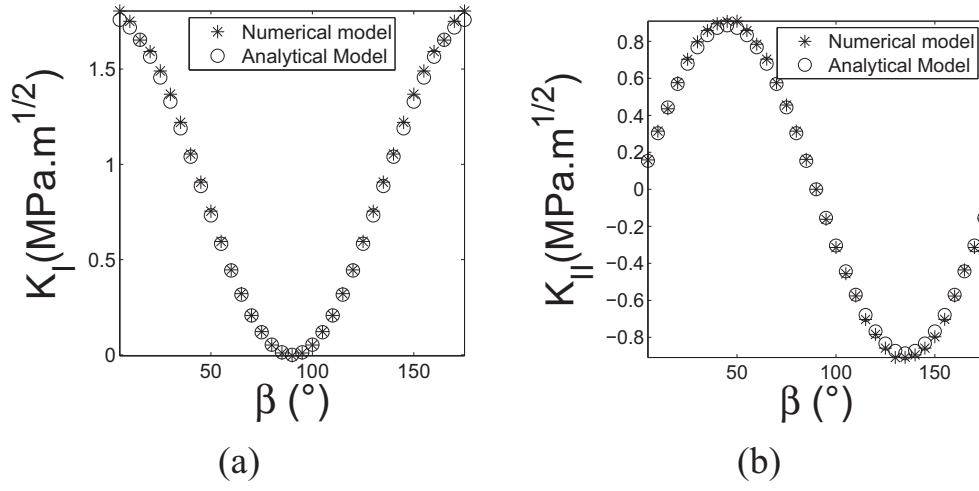 Numerical model
Analytical Model
K_I(MPa.m^{1/2})
1.5
1
0.5
0
50
100
150
β (°)
(a)
Numerical model
Analytical Model
K_{II}(MPa.m^{1/2})
0.8
0.6
0.4
0.2
0
−0.2
−0.4
−0.6
−0.8
50
100
150
β (°)
(b)